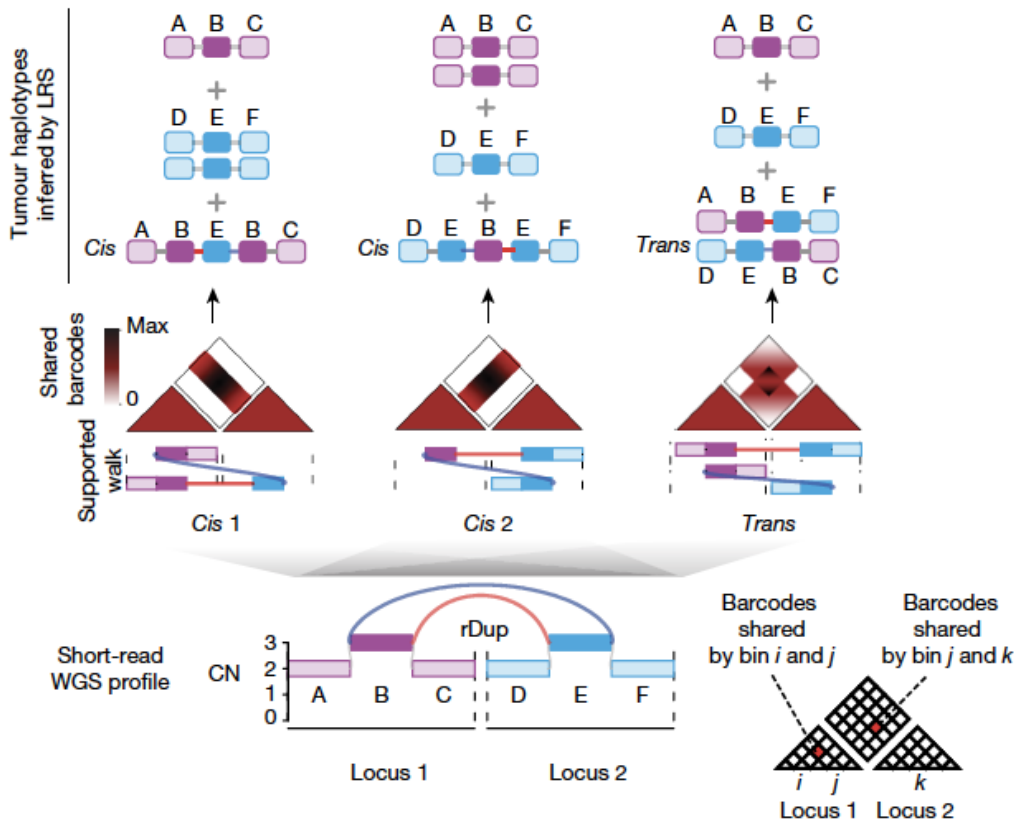 Tumour haplotypes
inferred by LRS
A B C
D E F
A B E B C
Cis
A B C
D E F
D E B E F
Cis
A B C
D E F
A B E F
Trans
D E B C
Shared
barcodes
Max
0
Supported
walk
Cis 1
Cis 2
Trans
Short-read
WGS profile
CN
3
2
1
0
rDup
A B C D E F
Locus 1
Locus 2
Barcodes
shared
by bin i and j
Barcodes
shared
by bin j and k
i j k
Locus 1 Locus 2